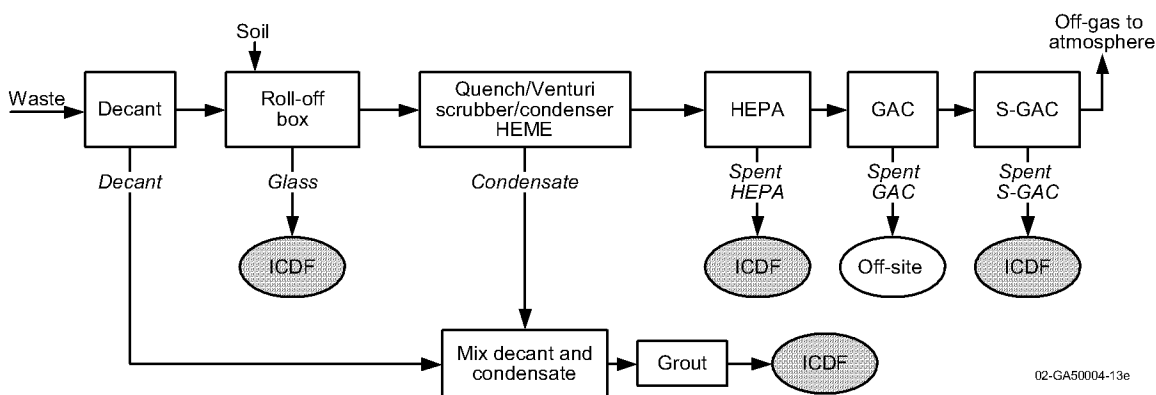 Soil
Off-gas to
atmosphere
Waste
Decant
Roll-off
box
Quench/Venturi
scrubber/condenser
HEME
HEPA
GAC
S-GAC
Decant
Glass
Condensate
Spent
HEPA
Spent
GAC
Spent
S-GAC
ICDF
ICDF
Off-site
ICDF
Mix decant and
condensate
Grout
ICDF
02-GA50004-13e